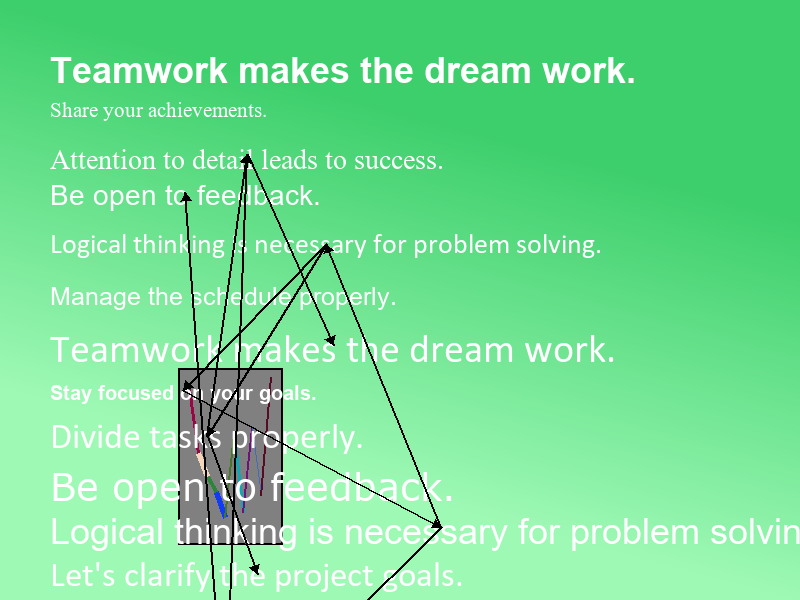 Teamwork makes the dream work.
Share your achievements.
Attention to detail leads to success.
Be open to feedback.
Logical thinking is necessary for problem solving.
Manage the schedule properly.
Teamwork makes the dream work.
Stay focused on your goals.
Divide tasks properly.
Be open to feedback.
Logical thinking is necessary for problem solvin
Let's clarify the project goals.